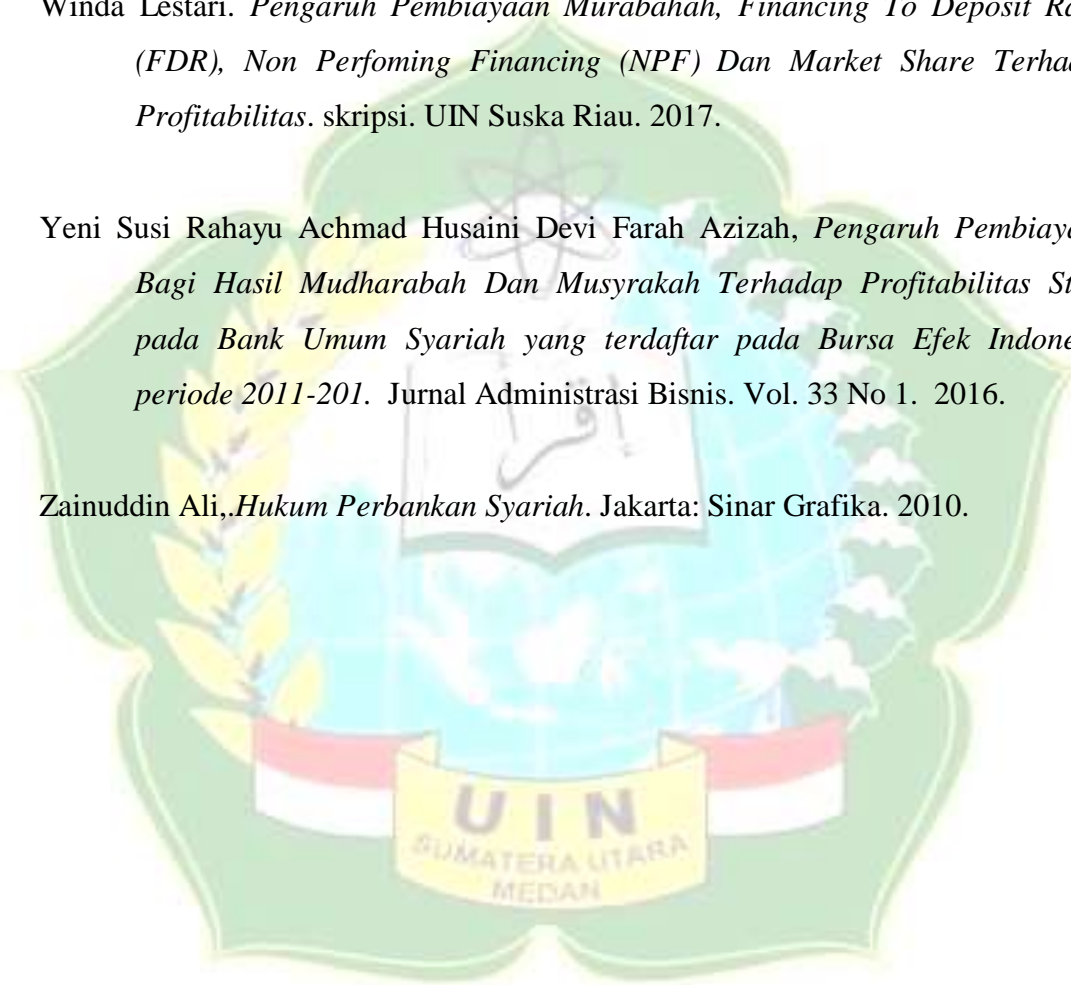 Winda Lestari. Pengaruh Pembiayaan Murabahah, Financing To Deposit
(FDR), Non Perfoming Financing (NPF) Dan Market Share
Profitabilitas. skripsi. UIN Suska Riau. 2017.
Yeni Susi Rahayu Achmad Husaini Devi Farah Azizah, Pengaruh
Bagi Hasil Mudharabah Dan Musyrakah Terhadap Profitabilitas
pada Bank Umum Syariah yang terdaftar pada Bursa Efek
periode 2011-201. Jurnal Administrasi Bisnis. Vol. 33 No 1. 2016.
اقرأ
Zainuddin Ali,.Hukum Perbankan Syariah. Jakarta: Sinar Grafika. 2010.
UIN
SUMATERA UTARA
MEDAN